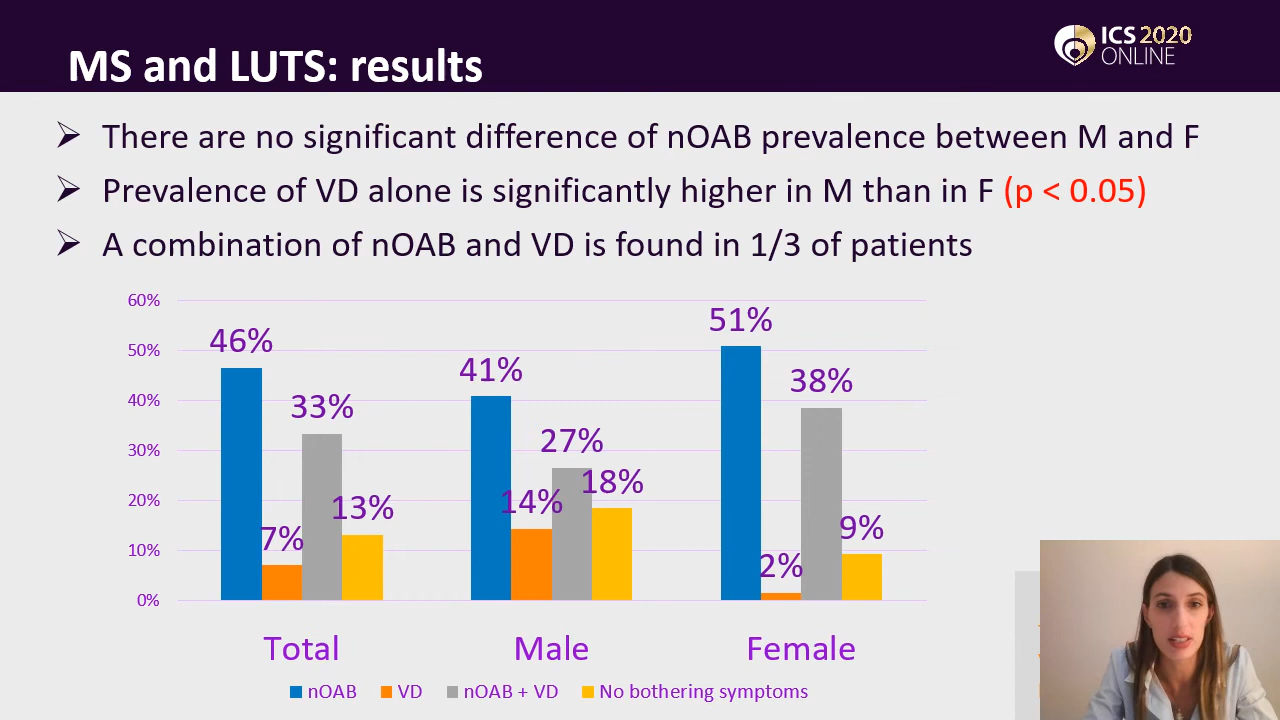 MS and LUTS: results
ICS 2020
ONLINE
There are no significant difference of nOAB prevalence between M and F
Prevalence of VD alone is significantly higher in M than in F (p < 0.05)
A combination of nOAB and VD is found in 1/3 of patients
60%
50%
40%
30%
20%
10%
0%
46%
7%
33%
13%
41%
14%
27%
18%
51%
2%
38%
9%
Total
Male
Female
nOAB
VD
nOAB + VD
No bothering symptoms